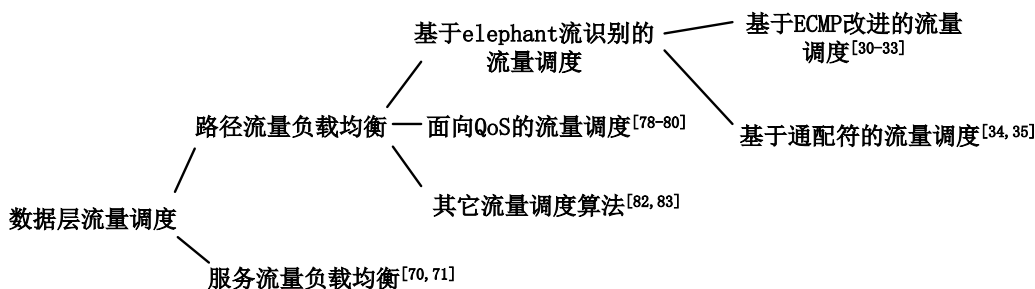 基于elephant流识别的
流量调度
基于ECMP改进的流量
调度[30-33]
路径流量负载均衡
面向QoS的流量调度[78-80]
基于通配符的流量调度[34,35]
其它流量调度算法[82,83]
数据层流量调度
服务流量负载均衡[70,71]